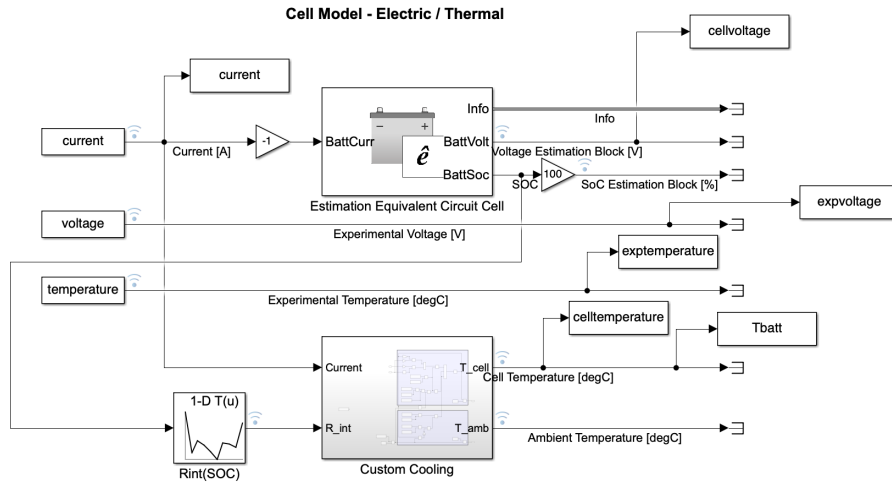 Cell Model - Electric / Thermal
cellvoltage
current
Info
Info
current
Current [A]
-1
BattCurr
- +
ê
BattVolt
Voltage Estimation Block [V]
BattSoc
SOC
100
SoC Estimation Block [%]
Estimation Equivalent Circuit Cell
expvoltage
voltage
Experimental Voltage [V]
exptemperature
temperature
Experimental Temperature [degC]
celltemperature
Tbatt
Current
T_cell
Cell Temperature [degC]
1-D T(u)
R_int
T_amb
Ambient Temperature [degC]
Rint(SOC)
Custom Cooling